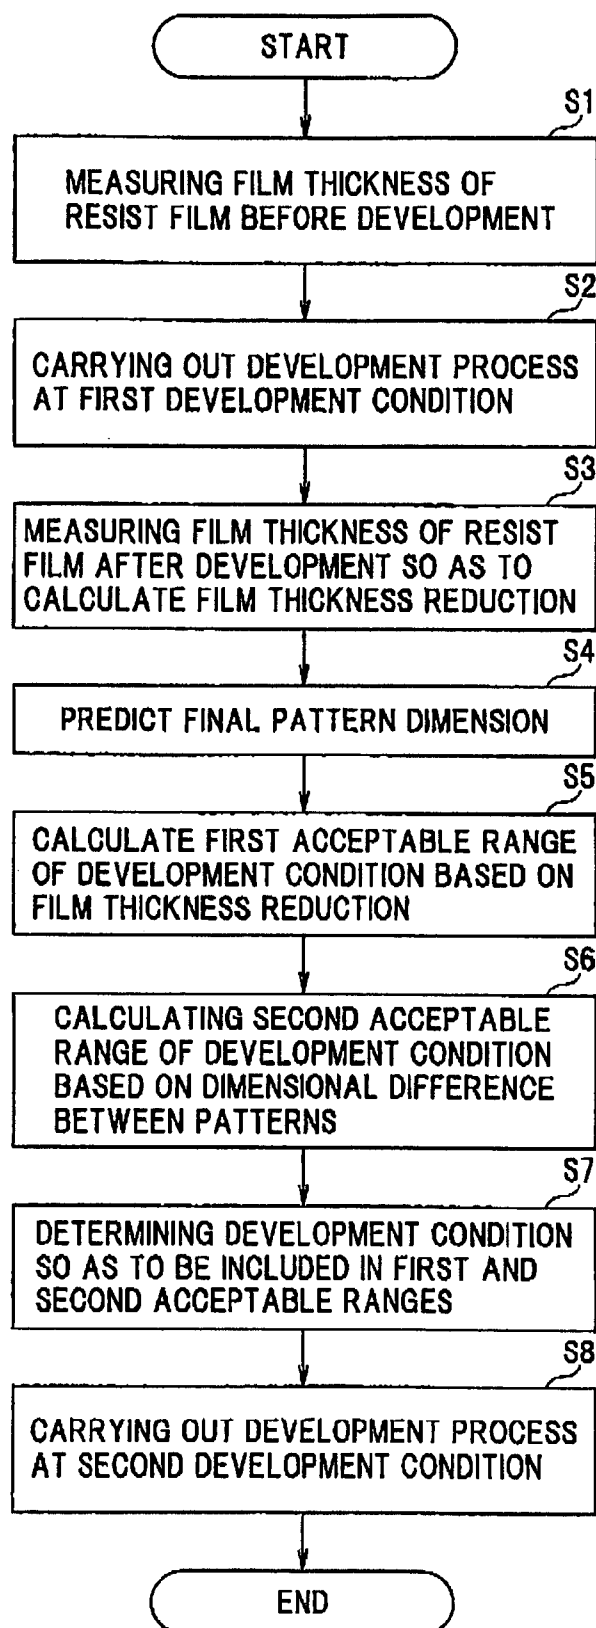 START
S1
MEASURING FILM THICKNESS OF
RESIST FILM BEFORE DEVELOPMENT
S2
CARRYING OUT DEVELOPMENT PROCESS
AT FIRST DEVELOPMENT CONDITION
S3
MEASURING FILM THICKNESS OF RESIST
FILM AFTER DEVELOPMENT SO AS TO
CALCULATE FILM THICKNESS REDUCTION
S4
PREDICT FINAL PATTERN DIMENSION
S5
CALCULATE FIRST ACCEPTABLE RANGE
OF DEVELOPMENT CONDITION BASED ON
FILM THICKNESS REDUCTION
S6
CALCULATING SECOND ACCEPTABLE
RANGE OF DEVELOPMENT CONDITION
BASED ON DIMENSIONAL DIFFERENCE
BETWEEN PATTERNS
S7
DETERMINING DEVELOPMENT CONDITION
SO AS TO BE INCLUDED IN FIRST AND
SECOND ACCEPTABLE RANGES
S8
CARRYING OUT DEVELOPMENT PROCESS
AT SECOND DEVELOPMENT CONDITION
END